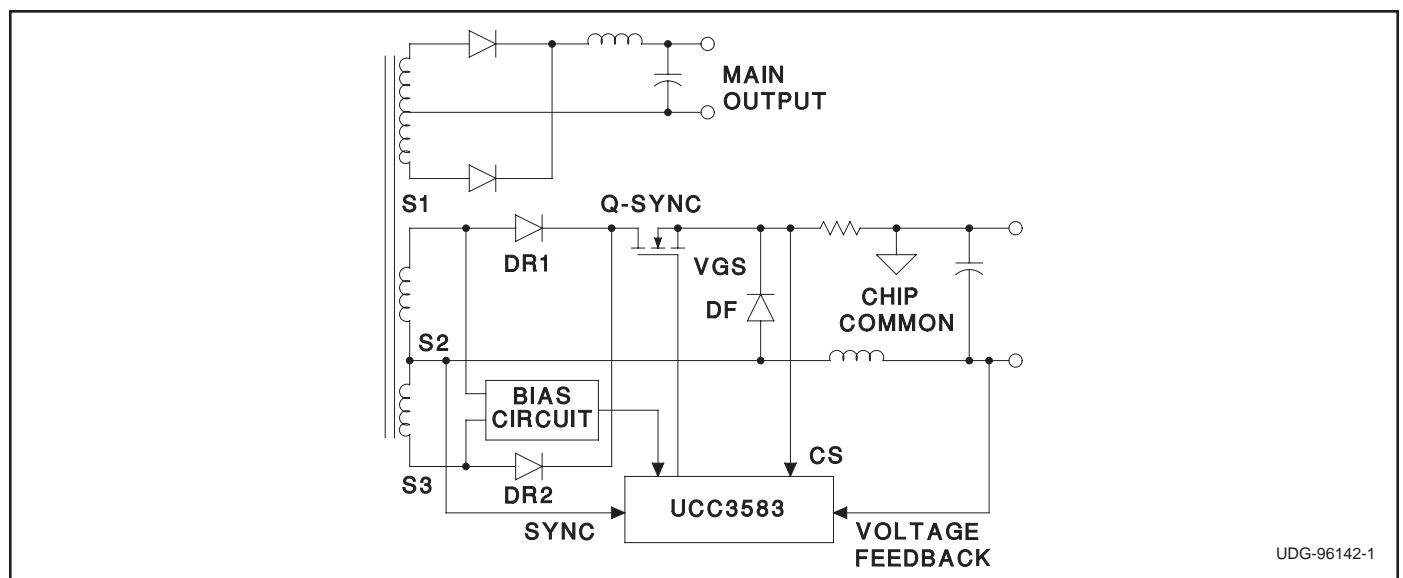 MAIN
OUTPUT
S1
Q-SYNC
DR1
VGS
DF
CHIP
COMMON
S2
BIAS
CIRCUIT
S3
DR2
CS
UCC3583
SYNC
VOLTAGE
FEEDBACK
UDG-96142-1